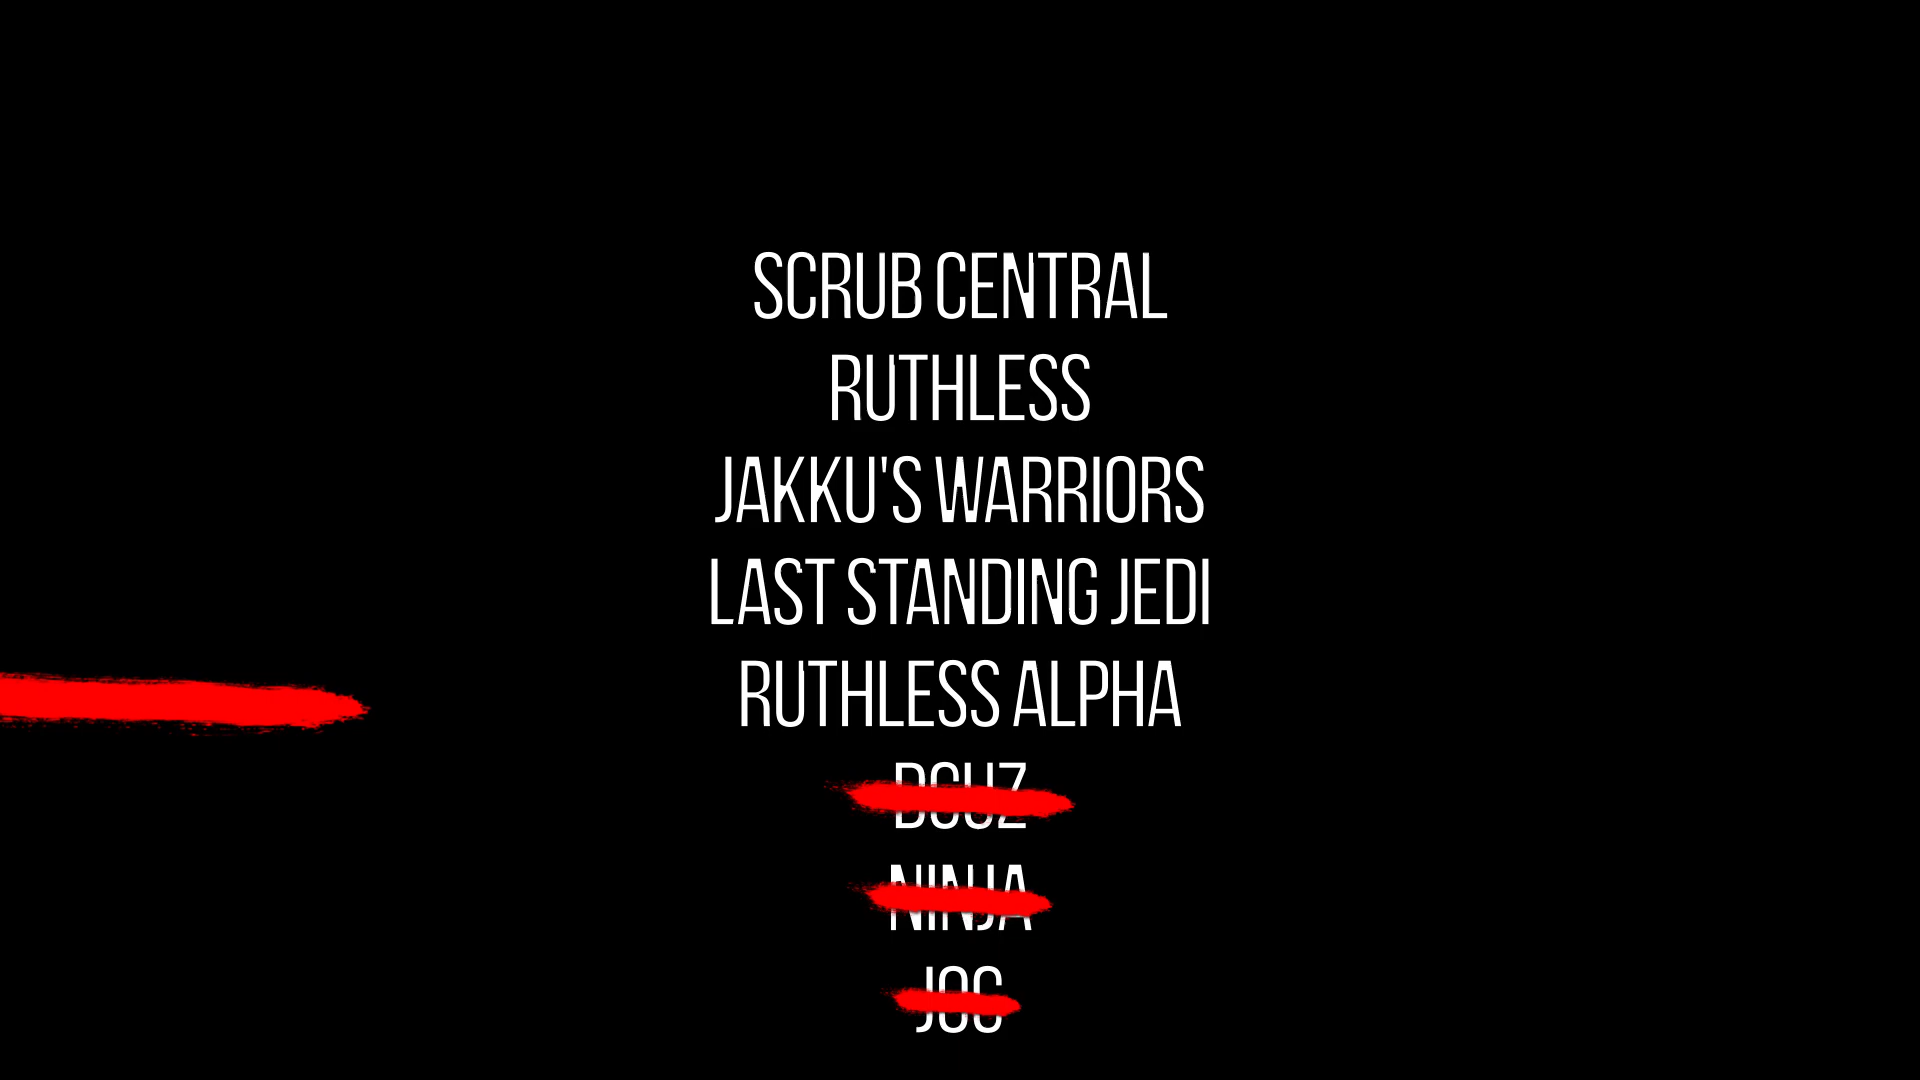 SCRUB CENTRAL
RUTHLESS
JAKKU'S WARRIORS
LAST STANDING JEDI
RUTHLESS ALPHA
NINJA